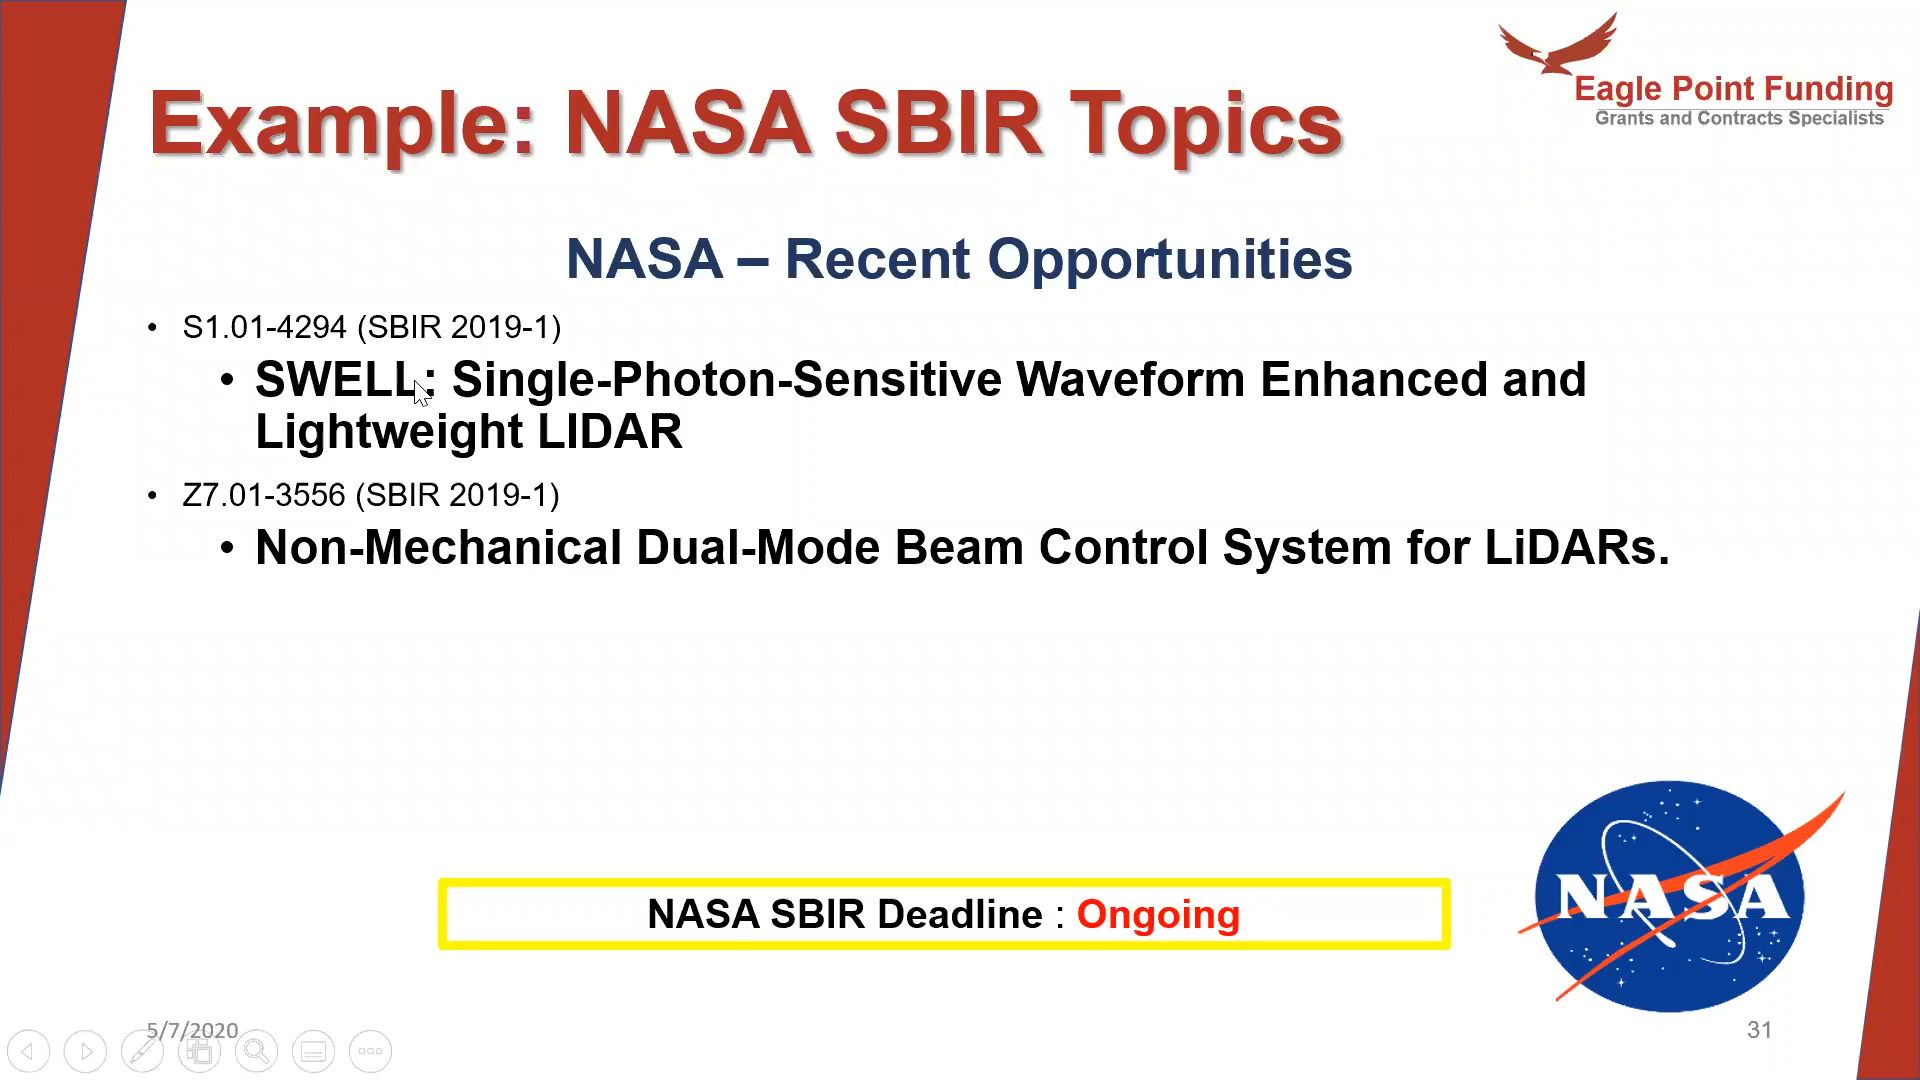 Eagle Point Funding
Grants and Contracts Specialists
Example: NASA SBIR Topics
NASA – Recent Opportunities
• S1.01-4294 (SBIR 2019-1)
• SWELL: Single-Photon-Sensitive Waveform Enhanced and
Lightweight LIDAR
• Z7.01-3556 (SBIR 2019-1)
• Non-Mechanical Dual-Mode Beam Control System for LiDARs.
NASA
NASA SBIR Deadline : Ongoing
5/7/2020
31